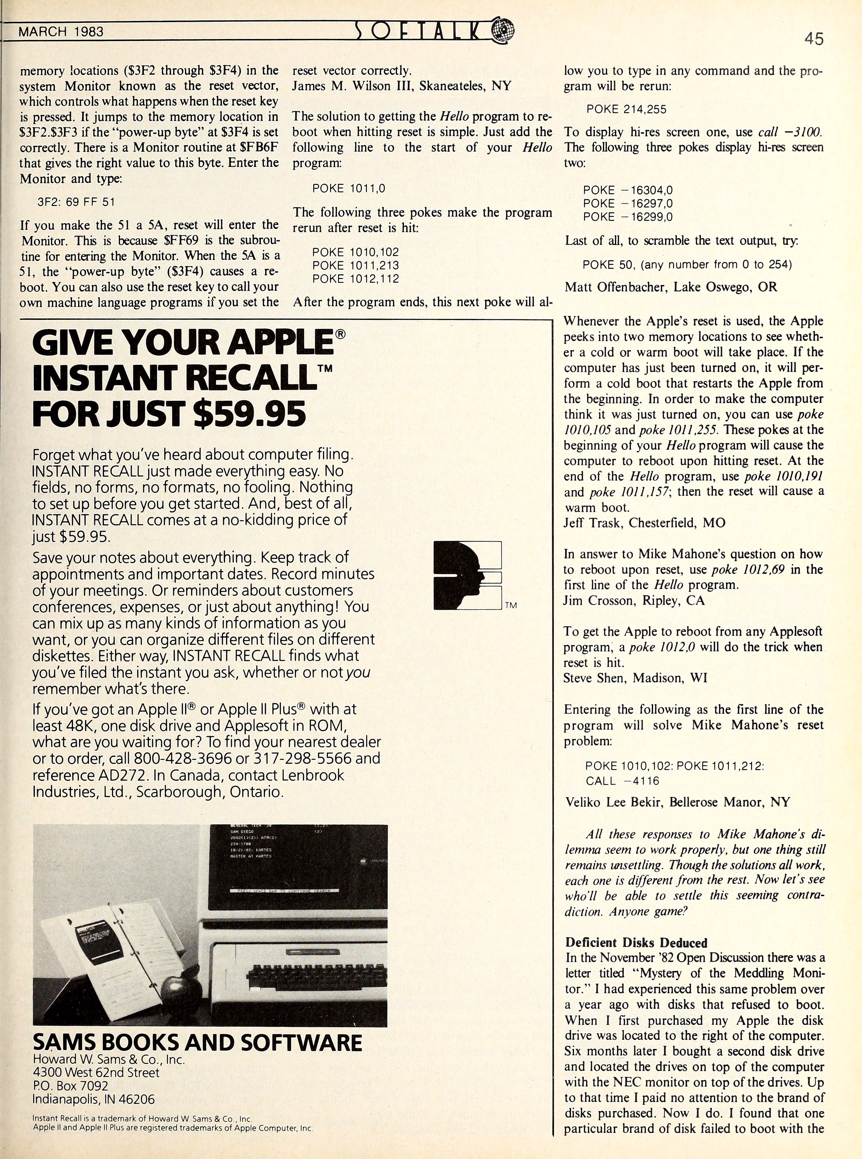 MARCH 1983
SOFTALK
45
memory locations ($3F2 through $3F4) in the
system Monitor known as the reset vector,
which controls what happens when the reset key
is pressed. It jumps to the memory location in
$3F2.$3F3 if the “power-up byte” at $3F4 is set
correctly. There is a Monitor routine at $FB6F
that gives the right value to this byte. Enter the
Monitor and type:
3F2: 69 FF 51
If you make the 51 a 5A, reset will enter the
Monitor. This is because $FF69 is the subrou-
tine for entering the Monitor. When the 5A is a
51, the “power-up byte” ($3F4) causes a re-
boot. You can also use the reset key to call your
own machine language programs if you set the
reset vector correctly.
James M. Wilson III, Skaneateles, NY
The solution to getting the Hello program to re-
boot when hitting reset is simple. Just add the
following line to the start of your Hello
program:
POKE 1011,0
The following three pokes make the program
rerun after reset is hit:
POKE 1010,102
POKE 1011,213
POKE 1012,112
After the program ends, this next poke will al-
low you to type in any command and the pro-
gram will be rerun:
POKE 214,255
To display hi-res screen one, use call −3100.
The following three pokes display hi-res screen
two:
POKE −16304,0
POKE −16297,0
POKE −16299,0
Last of all, to scramble the text output, try:
POKE 50, (any number from 0 to 254)
Matt Offenbacher, Lake Oswego, OR
Whenever the Apple’s reset is used, the Apple
peeks into two memory locations to see wheth-
er a cold or warm boot will take place. If the
computer has just been turned on, it will per-
form a cold boot that restarts the Apple from
the beginning. In order to make the computer
think it was just turned on, you can use poke
1010,105 and poke 1011,255. These pokes at the
beginning of your Hello program will cause the
computer to reboot upon hitting reset. At the
end of the Hello program, use poke 1010,191
and poke 1011,157; then the reset will cause a
warm boot.
Jeff Trask, Chesterfield, MO
In answer to Mike Mahone’s question on how
to reboot upon reset, use poke 1012,69 in the
first line of the Hello program.
Jim Crosson, Ripley, CA
To get the Apple to reboot from any Applesoft
program, a poke 1012,0 will do the trick when
reset is hit.
Steve Shen, Madison, WI
Entering the following as the first line of the
program will solve Mike Mahone’s reset
problem:
POKE 1010,102: POKE 1011,212:
CALL −4116
Veliko Lee Bekir, Bellerose Manor, NY
All these responses to Mike Mahone’s di-
lemma seem to work properly, but one thing still
remains unsettling. Though the solutions all work,
each one is different from the rest. Now let’s see
who’ll be able to settle this seeming contra-
diction. Anyone game?
Deficient Disks Deduced
In the November ’82 Open Discussion there was a
letter titled “Mystery of the Meddling Moni-
tor.” I had experienced this same problem over
a year ago with disks that refused to boot.
When I first purchased my Apple the disk
drive was located to the right of the computer.
Six months later I bought a second disk drive
and located the drives on top of the computer
with the NEC monitor on top of the drives. Up
to that time I paid no attention to the brand of
disks purchased. Now I do. I found that one
particular brand of disk failed to boot with the
GIVE YOUR APPLE®
INSTANT RECALL™
FOR JUST $59.95
Forget what you’ve heard about computer filing.
INSTANT RECALL just made everything easy. No
fields, no forms, no formats, no fooling. Nothing
to set up before you get started. And, best of all,
INSTANT RECALL comes at a no-kidding price of
just $59.95.
Save your notes about everything. Keep track of
appointments and important dates. Record minutes
of your meetings. Or reminders about customers
conferences, expenses, or just about anything! You
can mix up as many kinds of information as you
want, or you can organize different files on different
diskettes. Either way, INSTANT RECALL finds what
you’ve filed the instant you ask, whether or not you
remember what’s there.
If you’ve got an Apple II® or Apple II Plus® with at
least 48K, one disk drive and Applesoft in ROM,
what are you waiting for? To find your nearest dealer
or to order, call 800-428-3696 or 317-298-5566 and
reference AD272. In Canada, contact Lenbrook
Industries, Ltd., Scarborough, Ontario.
TM
SAN DIEGO
SAMS BOOKS AND SOFTWARE
Howard W. Sams & Co., Inc.
4300 West 62nd Street
P.O. Box 7092
Indianapolis, IN 46206
Instant Recall is a trademark of Howard W. Sams & Co., Inc.
Apple II and Apple II Plus are registered trademarks of Apple Computer, Inc.